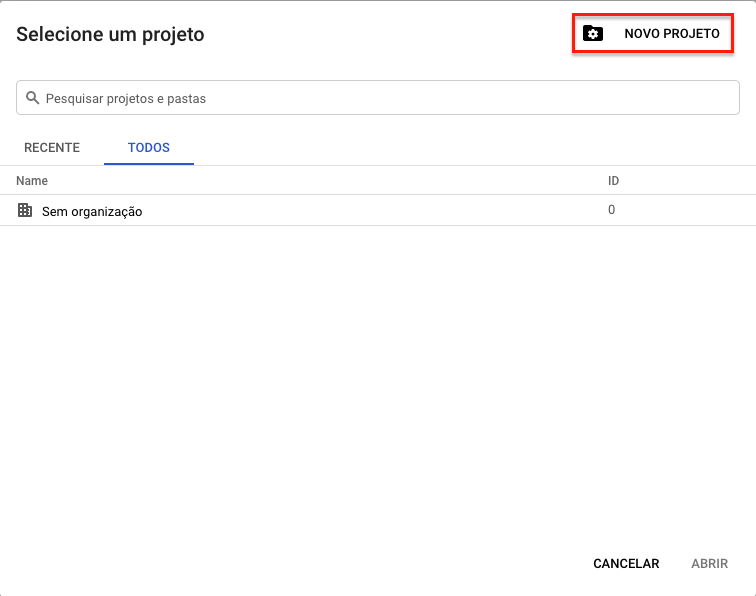 Selecione um projeto
NOVO PROJETO
Pesquisar projetos e pastas
RECENTE TODOS
Name ID
Sem organização 0
CANCELAR ABRIR